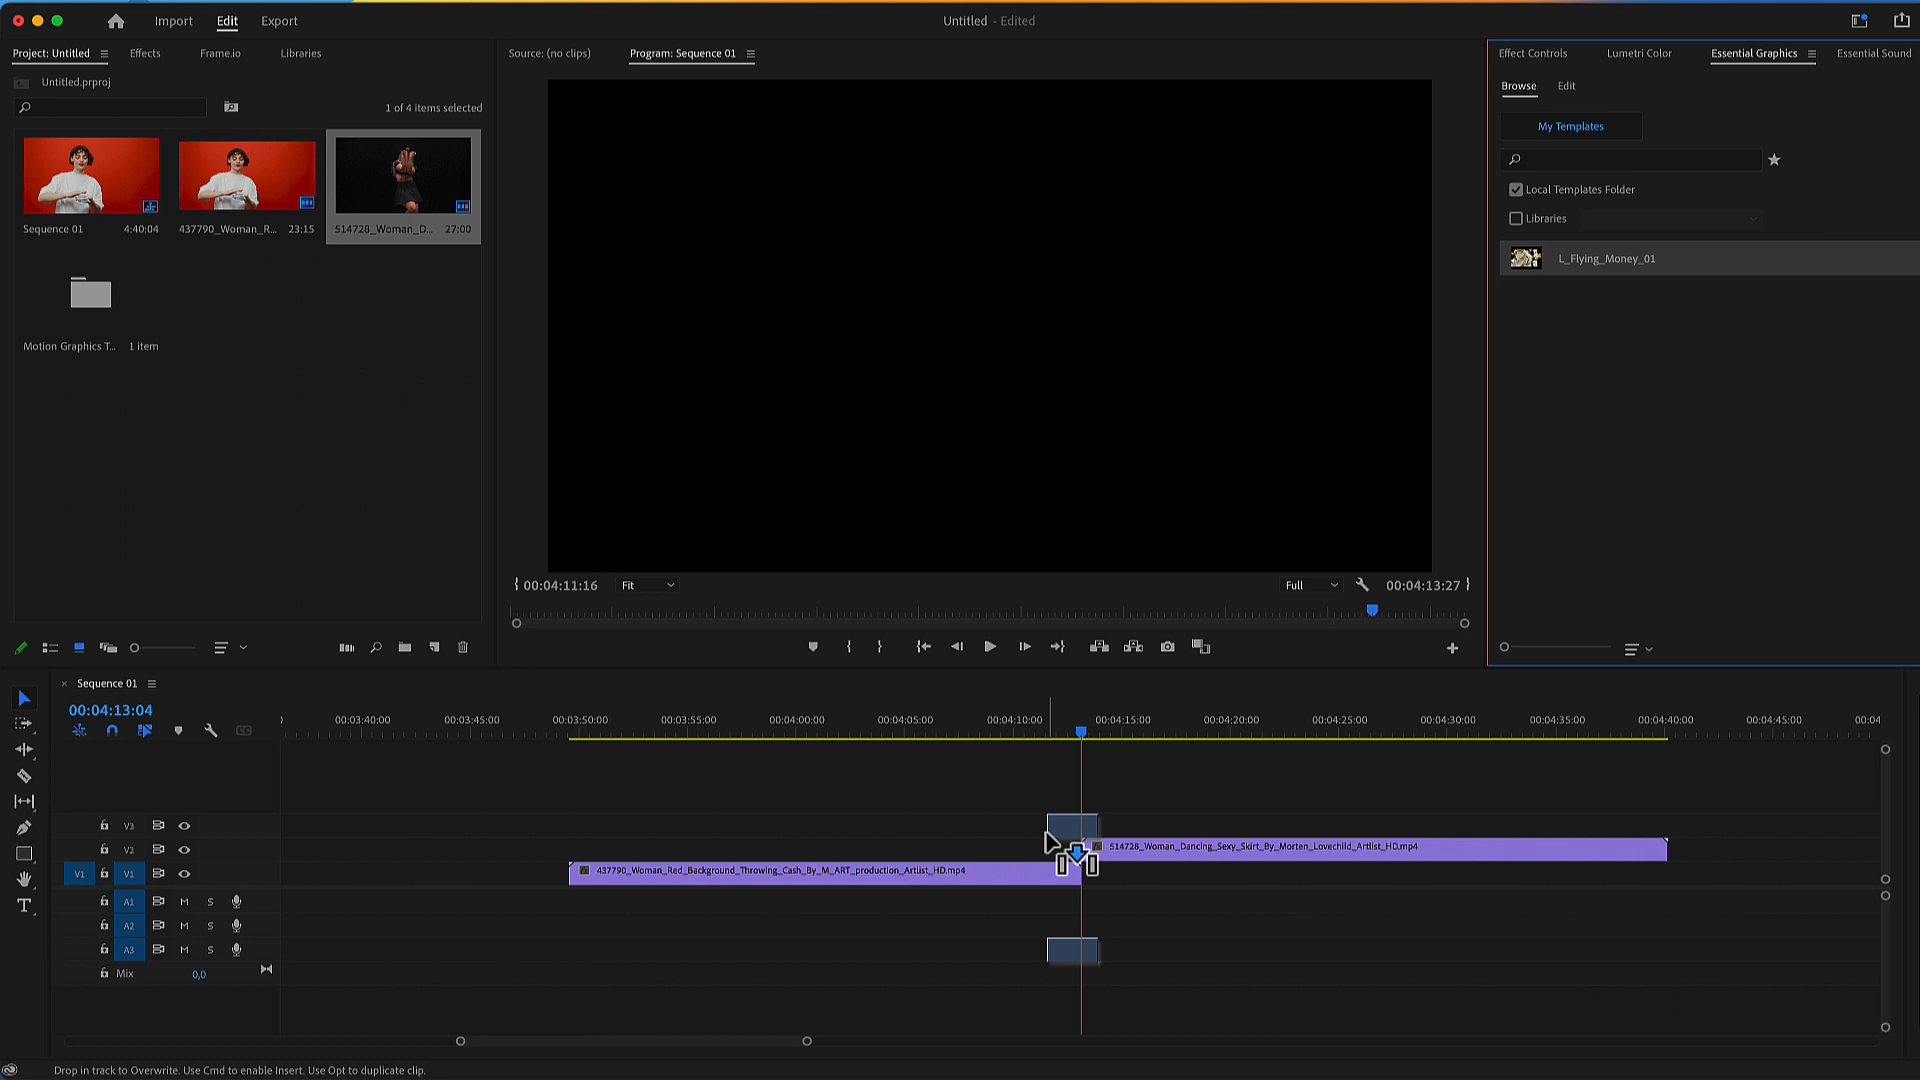 Import Edit Export Untitled - Edited
Project: Untitled Effects Frame.io Libraries
Untitled.prproj
1 of 4 items selected
Sequence 01 4:40:04 437790_Woman_R... 23:15 514728_Woman_D... 27:00
Motion Graphics T... 1 item
Source: (no clips) Program: Sequence 01
00:04:11:16 Fit Full 00:04:13:27
Effect Controls Lumetri Color Essential Graphics Essential Sound
Browse Edit
My Templates
Local Templates Folder
Libraries
L_Flying_Money_01
Sequence 01
00:04:13:04
00:03:40:00 00:03:45:00 00:03:50:00 00:03:55:00 00:04:00:00 00:04:05:00 00:04:10:00 00:04:15:00 00:04:20:00 00:04:25:00 00:04:30:00 00:04:35:00 00:04:40:00 00:04:45:00 00:04
CC
V3
V2 514728_Woman_Dancing_Sexy_Skirt_By_Morten_Lovechild_Artlist_HD.mp4
V1 V1 437790_Woman_Red_Background_Throwing_Cash_By_M_ART_production_Artlist_HD.mp4
A1 M S
A2 M S
A3 M S
Mix 0,0
Drop in track to Overwrite. Use Cmd to enable Insert. Use Opt to duplicate clip.